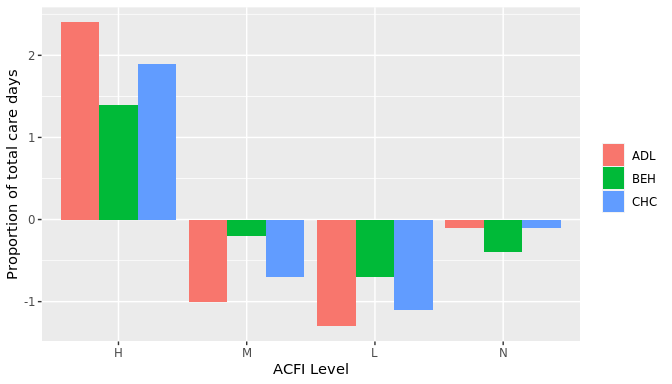 Proportion of total care days
2
1
0
-1
H M L N
ACFI Level
ADL
BEH
CHC